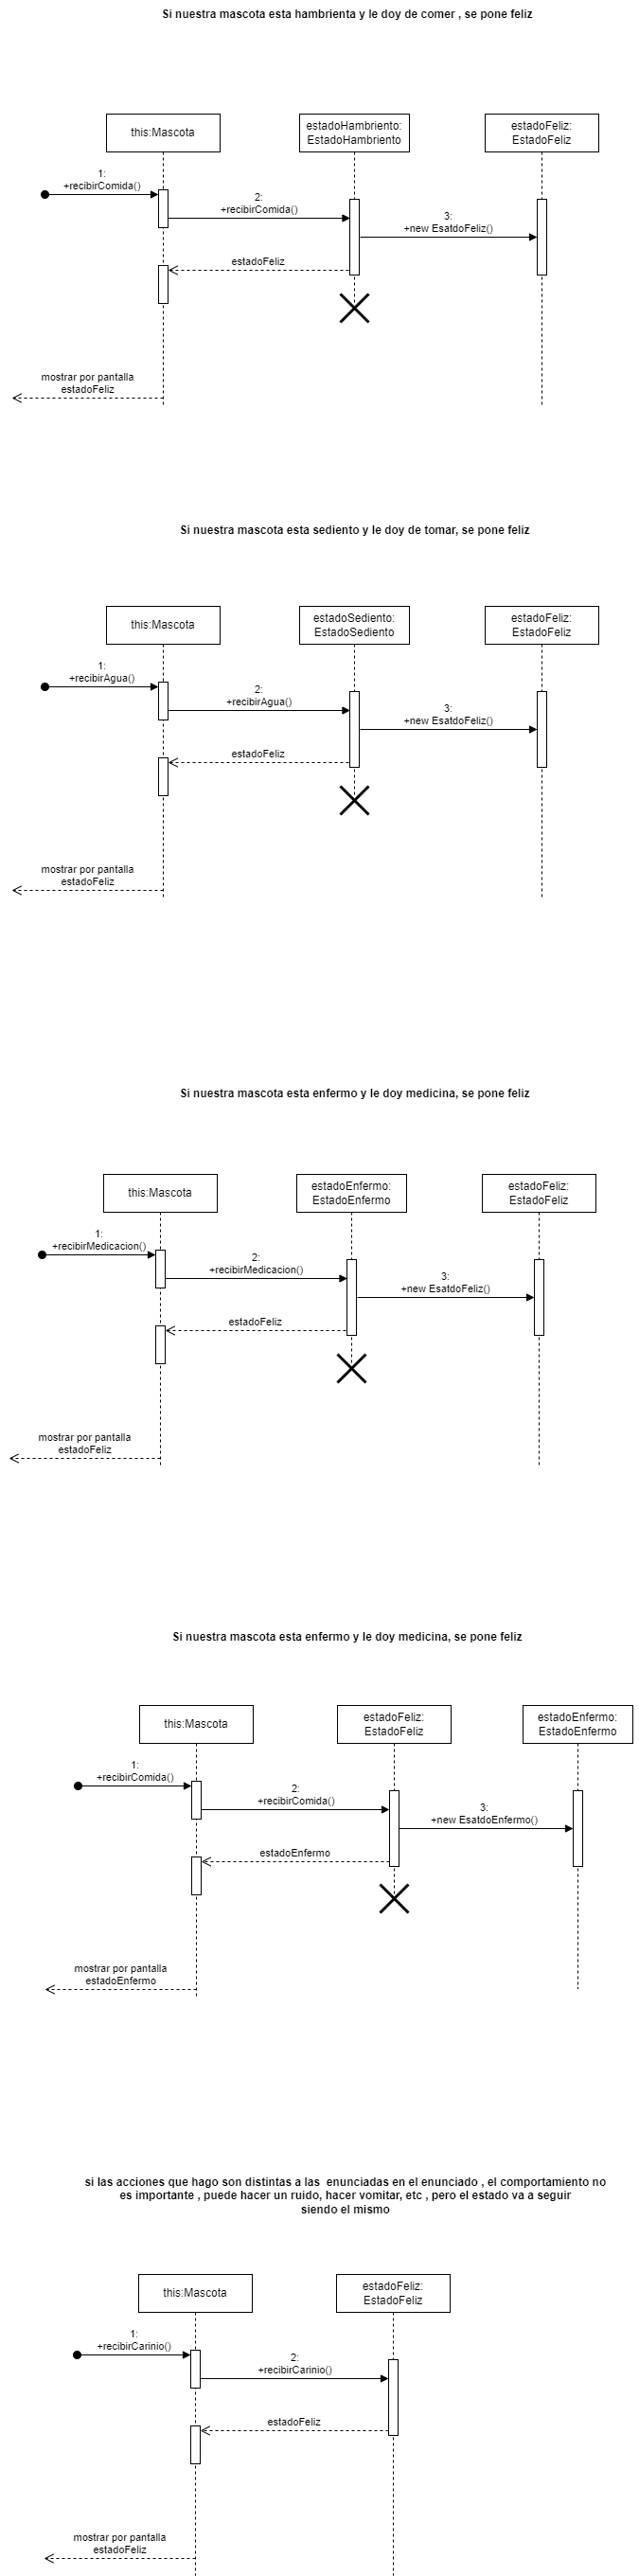 Si nuestra mascota esta hambrienta y le doy de comer , se pone feliz
this:Mascota
estadoHambriento:
EstadoHambriento
estadoFeliz:
EstadoFeliz
1:
+recibirComida()
2:
+recibirComida()
3:
+new EsatdoFeliz()
estadoFeliz
mostrar por pantalla
estadoFeliz
Si nuestra mascota esta sediento y le doy de tomar, se pone feliz
this:Mascota
estadoSediento:
EstadoSediento
estadoFeliz:
EstadoFeliz
1:
+recibirAgua()
2:
+recibirAgua()
3:
+new EsatdoFeliz()
estadoFeliz
mostrar por pantalla
estadoFeliz
Si nuestra mascota esta enfermo y le doy medicina, se pone feliz
this:Mascota
estadoEnfermo:
EstadoEnfermo
estadoFeliz:
EstadoFeliz
1:
+recibirMedicacion()
2:
+recibirMedicacion()
3:
+new EsatdoFeliz()
estadoFeliz
mostrar por pantalla
estadoFeliz
Si nuestra mascota esta enfermo y le doy medicina, se pone feliz
this:Mascota
estadoFeliz:
EstadoFeliz
estadoEnfermo:
EstadoEnfermo
1:
+recibirComida()
2:
+recibirComida()
3:
+new EsatdoEnfermo()
estadoEnfermo
mostrar por pantalla
estadoEnfermo
si las acciones que hago son distintas a las  enunciadas en el enunciado , el comportamiento no
es importante , puede hacer un ruido, hacer vomitar, etc , pero el estado va a seguir
siendo el mismo
this:Mascota
estadoFeliz:
EstadoFeliz
1:
+recibirCarinio()
2:
+recibirCarinio()
estadoFeliz
mostrar por pantalla
estadoFeliz